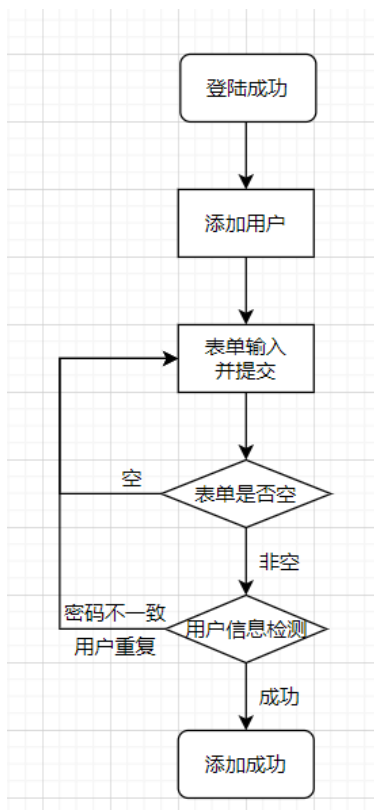 登陆成功
添加用户
表单输入
并提交
空
表单是否空
非空
密码不一致
用户重复
用户信息检测
成功
添加成功